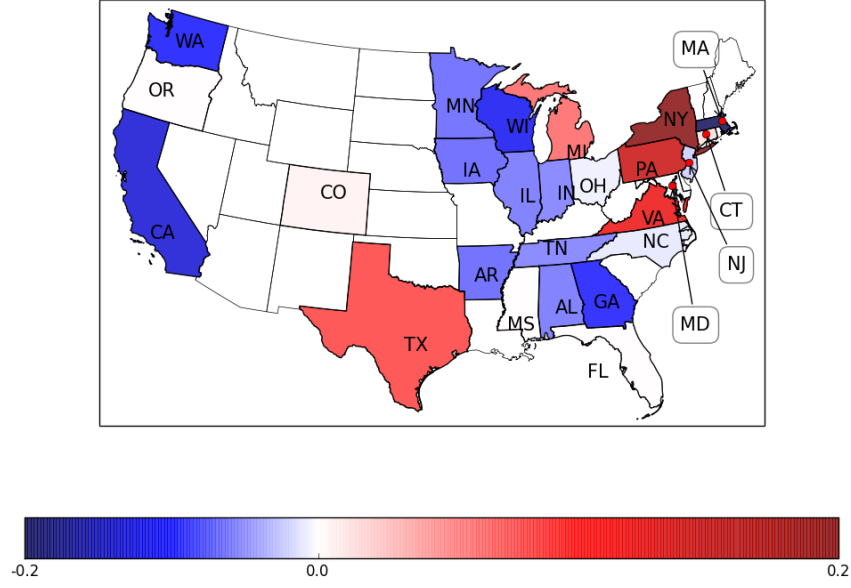 MA
WA
OR
MN
NY
WI
MI
PA
IA
CO
OH
IL
IN
CT
VA
CA
NC
TN
NJ
AR
AL
GA
MS
MD
TX
FL
-0.2
0.0
0.2